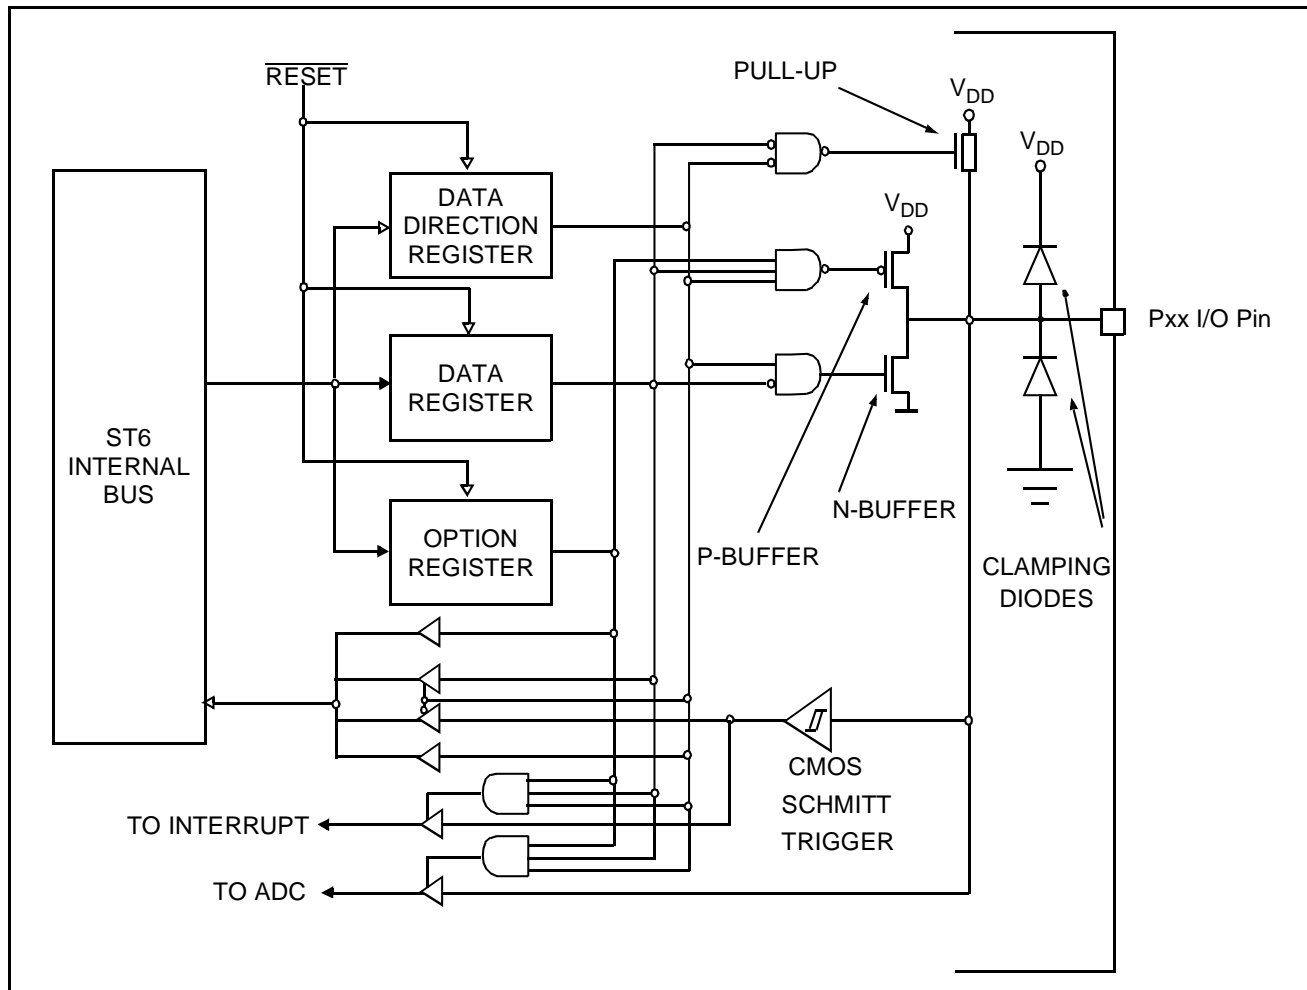 RESET
PULL-UP
VDD
VDD
DATA
DIRECTION
REGISTER
VDD
Pxx I/O Pin
DATA
REGISTER
ST6
INTERNAL
BUS
N-BUFFER
OPTION
REGISTER
P-BUFFER
CLAMPING
DIODES
CMOS
SCHMITT
TRIGGER
TO INTERRUPT
TO ADC